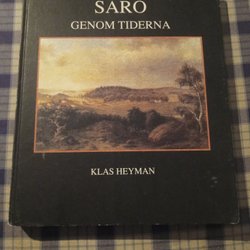 SÄRÖ
GENOM TIDERNA
KLAS HEYMAN